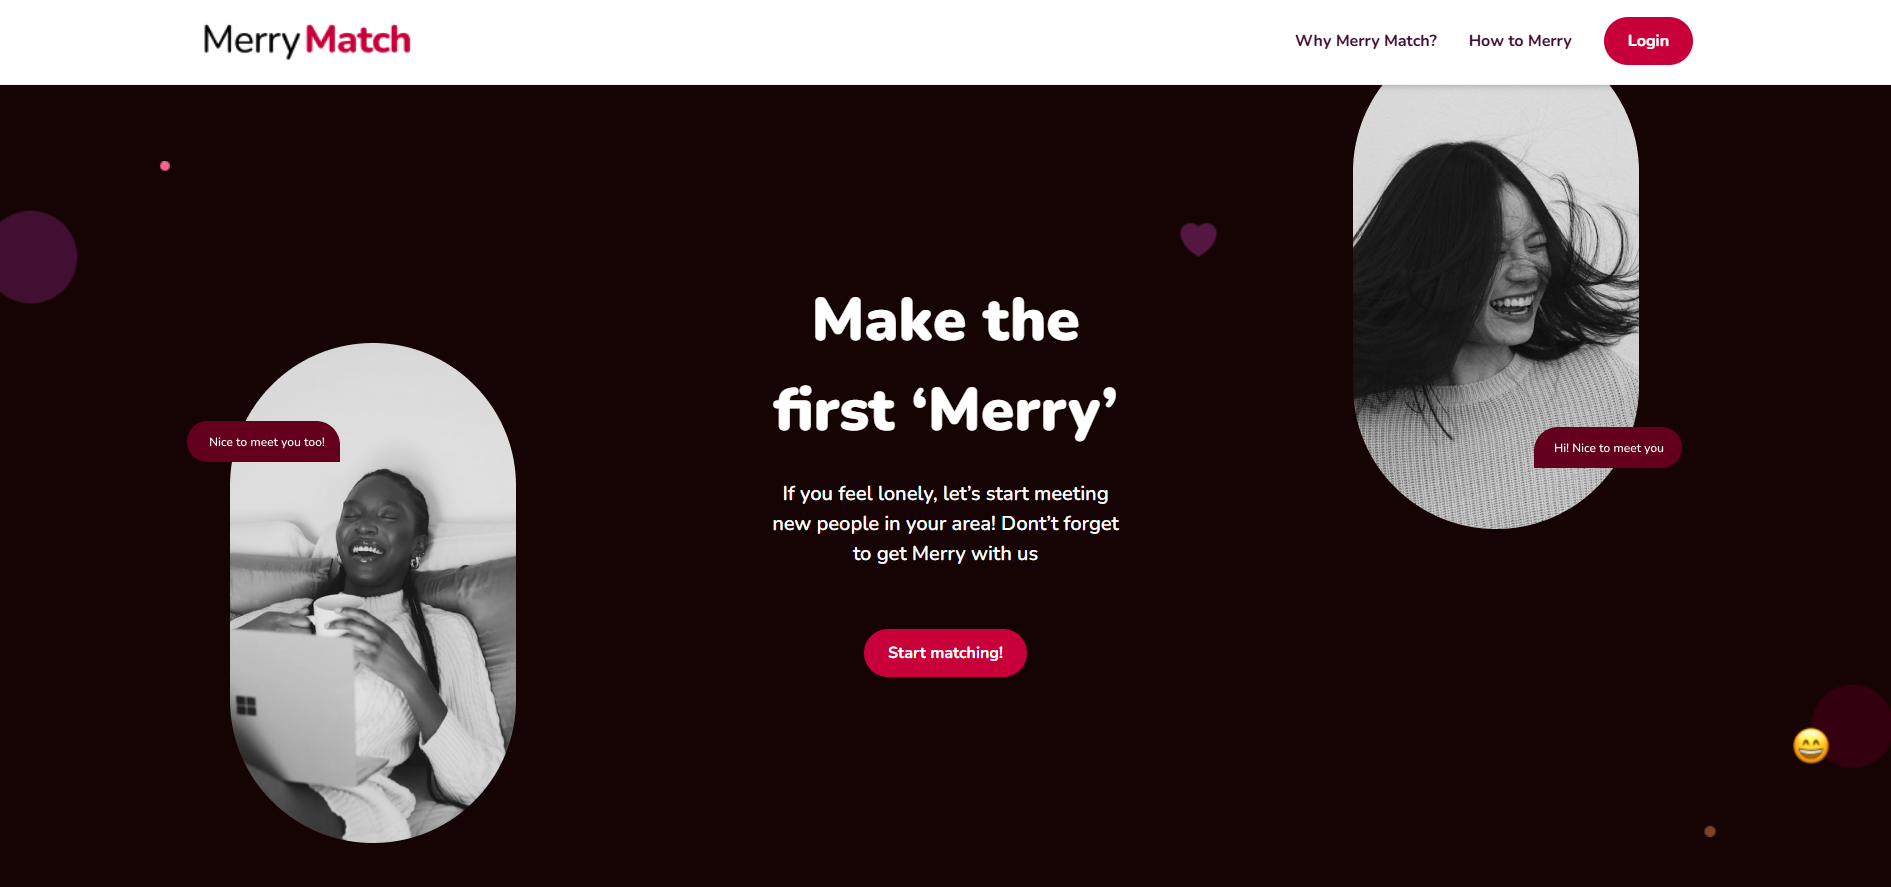 Merry Match
Why Merry Match?
How to Merry
Login
Make the
first ‘Merry’
If you feel lonely, let’s start meeting
new people in your area! Dont’t forget
to get Merry with us
Start matching!
Nice to meet you too!
Hi! Nice to meet you